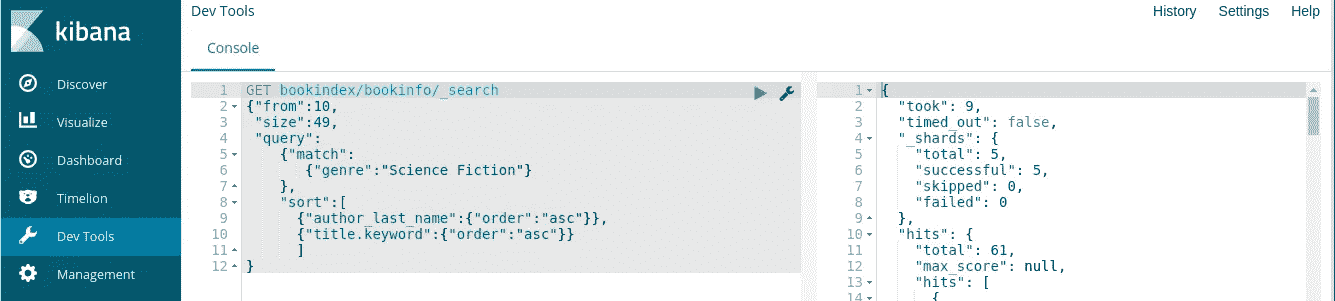 kibana
Discover
Visualize
Dashboard
Timelion
Dev Tools
Management
Dev Tools
History Settings Help
Console
1 GET bookindex/bookinfo/_search
2 {"from":10,
3 "size":49,
4 "query":
5 {"match":
6 {"genre":"Science Fiction"}
7 },
8 "sort":[
9 {"author_last_name":{"order":"asc"}},
10 {"title.keyword":{"order":"asc"}}
11 ]
12 }
1 {
2 "took": 9,
3 "timed_out": false,
4 "_shards": {
5 "total": 5,
6 "successful": 5,
7 "skipped": 0,
8 "failed": 0
9 },
10 "hits": {
11 "total": 61,
12 "max_score": null,
13 "hits": [
14 {